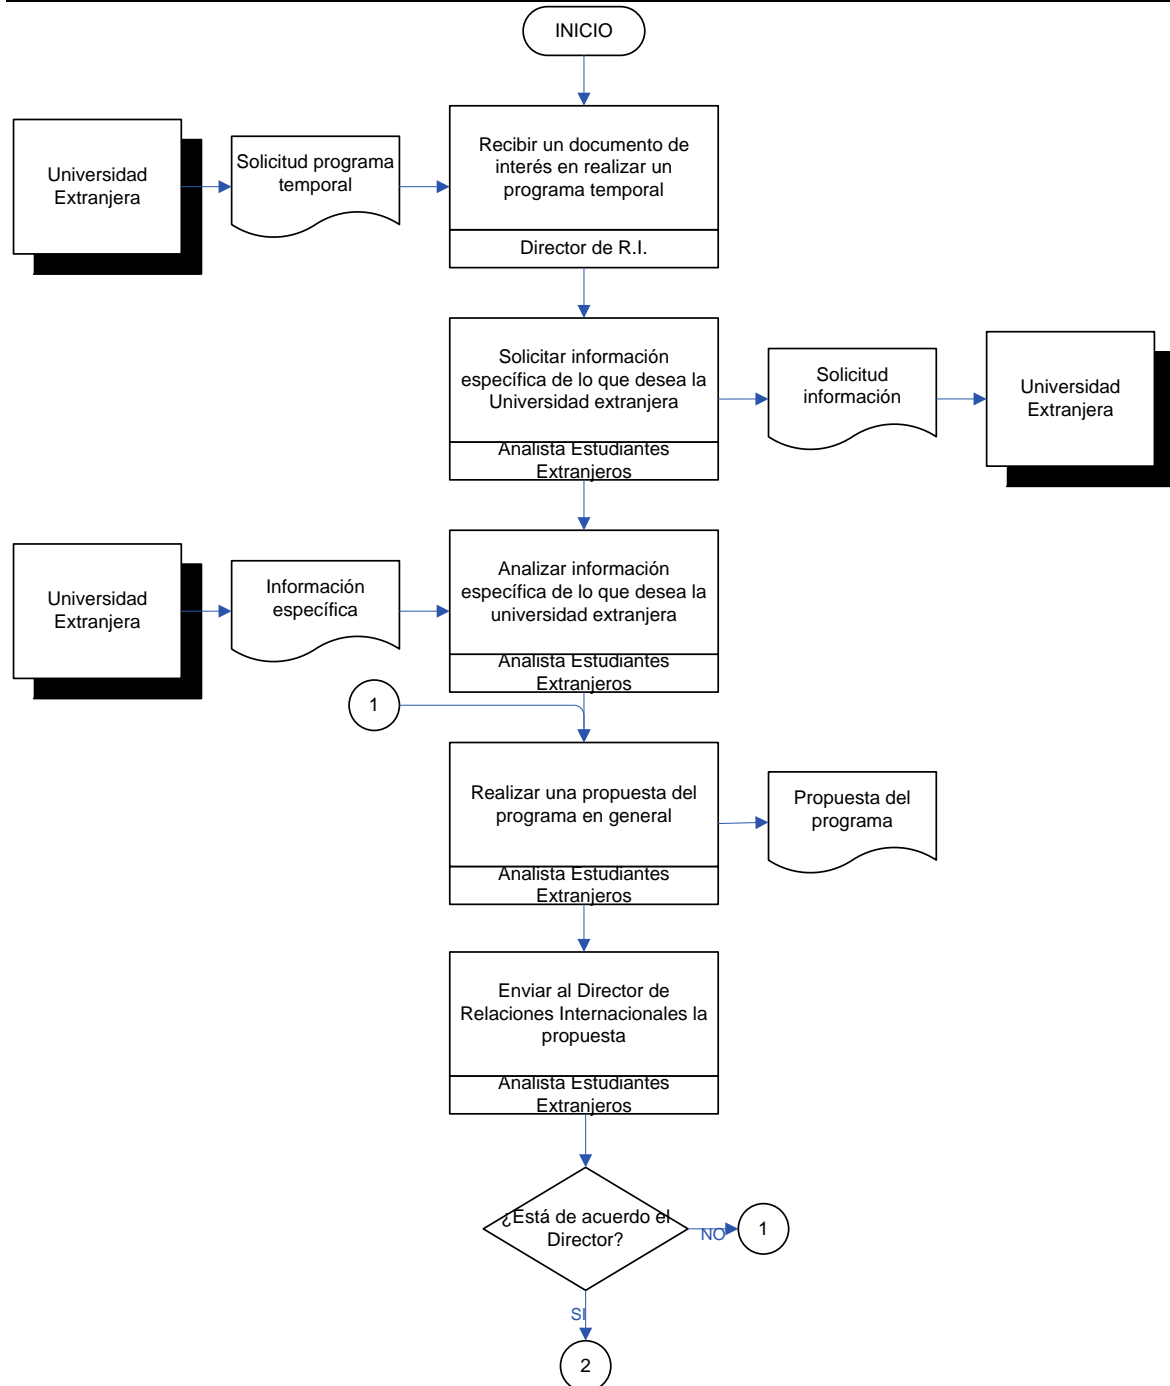 INICIO
Universidad
Extranjera
Solicitud programa
temporal
Recibir un documento de
interés en realizar un
programa temporal
Director de R.I.
Solicitar información
específica de lo que desea la
Universidad extranjera
Analista Estudiantes
Extranjeros
Solicitud
información
Universidad
Extranjera
Universidad
Extranjera
Información
específica
Analizar información
específica de lo que desea la
universidad extranjera
Analista Estudiantes
Extranjeros
1
Realizar una propuesta del
programa en general
Analista Estudiantes
Extranjeros
Propuesta del
programa
Enviar al Director de
Relaciones Internacionales la
propuesta
Analista Estudiantes
Extranjeros
¿Está de acuerdo el
Director?
NO
1
SI
2